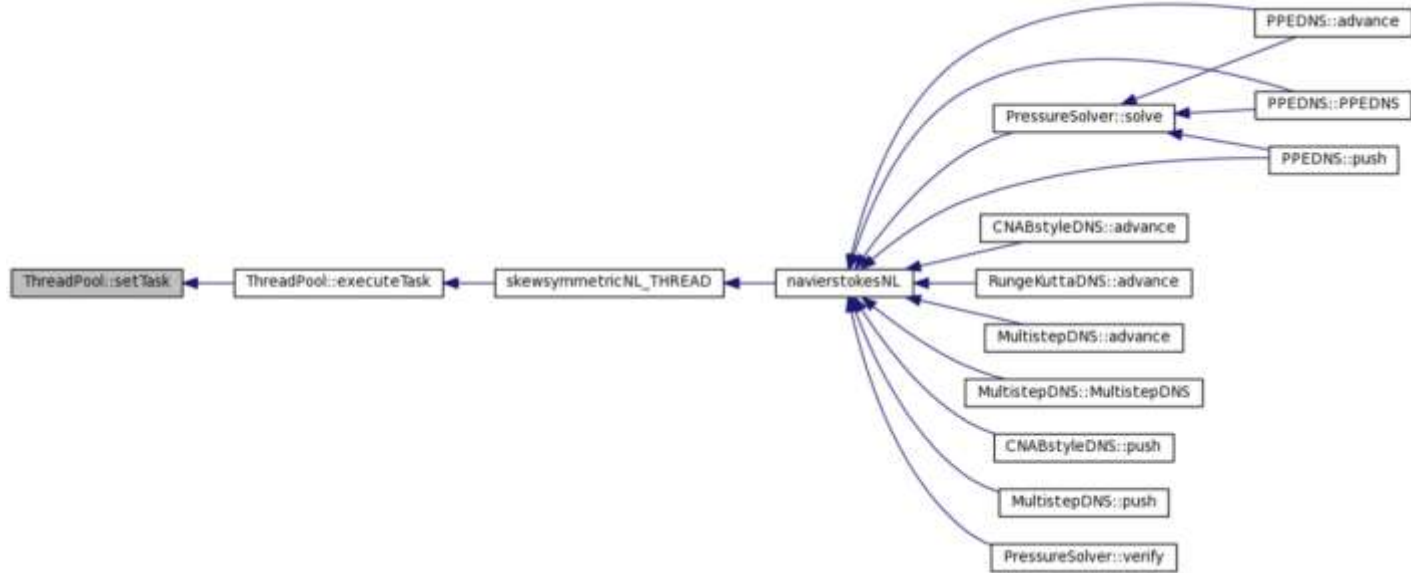 PPEDNS::advance
PPEDNS::PPEDNS
PressureSolver::solve
PPEDNS::push
CNABstyleDNS::advance
ThreadPool::setTask
ThreadPool::executeTask
skewsymmetricNL_THREAD
navierstokesNL
RungeKuttaDNS::advance
MultistepDNS::advance
MultistepDNS::MultistepDNS
CNABstyleDNS::push
MultistepDNS::push
PressureSolver::verify